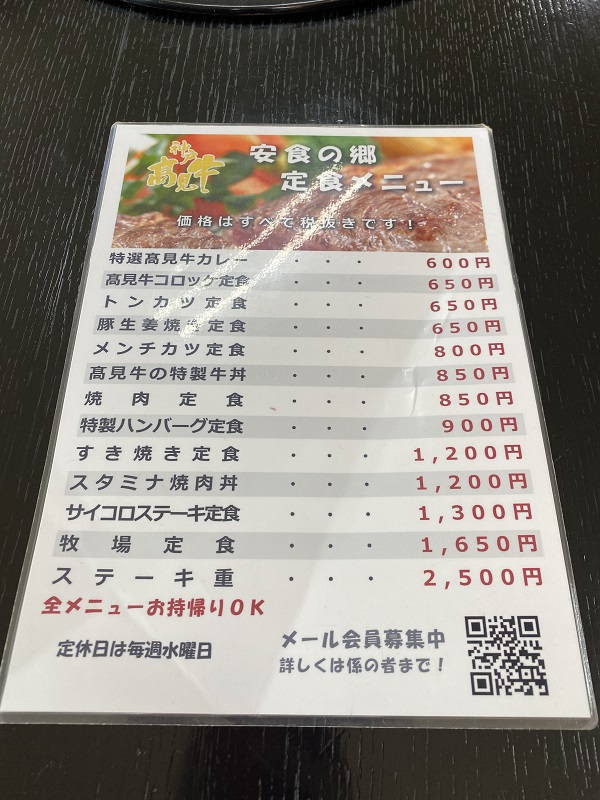 神戸
高見牛
安食の郷
定食メニュー
価格はすべて税抜きです！
特選髙見牛カレー ・・・ 600円
髙見牛コロッケ定食 ・・・ 650円
トンカツ定食 ・・・ 650円
豚生姜焼き定食 ・・・ 650円
メンチカツ定食 ・・・ 800円
髙見牛の特製牛丼 ・・・ 850円
焼肉定食 ・・・ 850円
特製ハンバーグ定食 ・・・ 900円
すき焼き定食 ・・・ 1,200円
スタミナ焼肉丼 ・・・ 1,200円
サイコロステーキ定食 ・・・ 1,300円
牧場定食 ・・・ 1,650円
ステーキ重 ・・・ 2,500円
全メニューお持帰りＯＫ
定休日は毎週水曜日
メール会員募集中
詳しくは係の者まで！